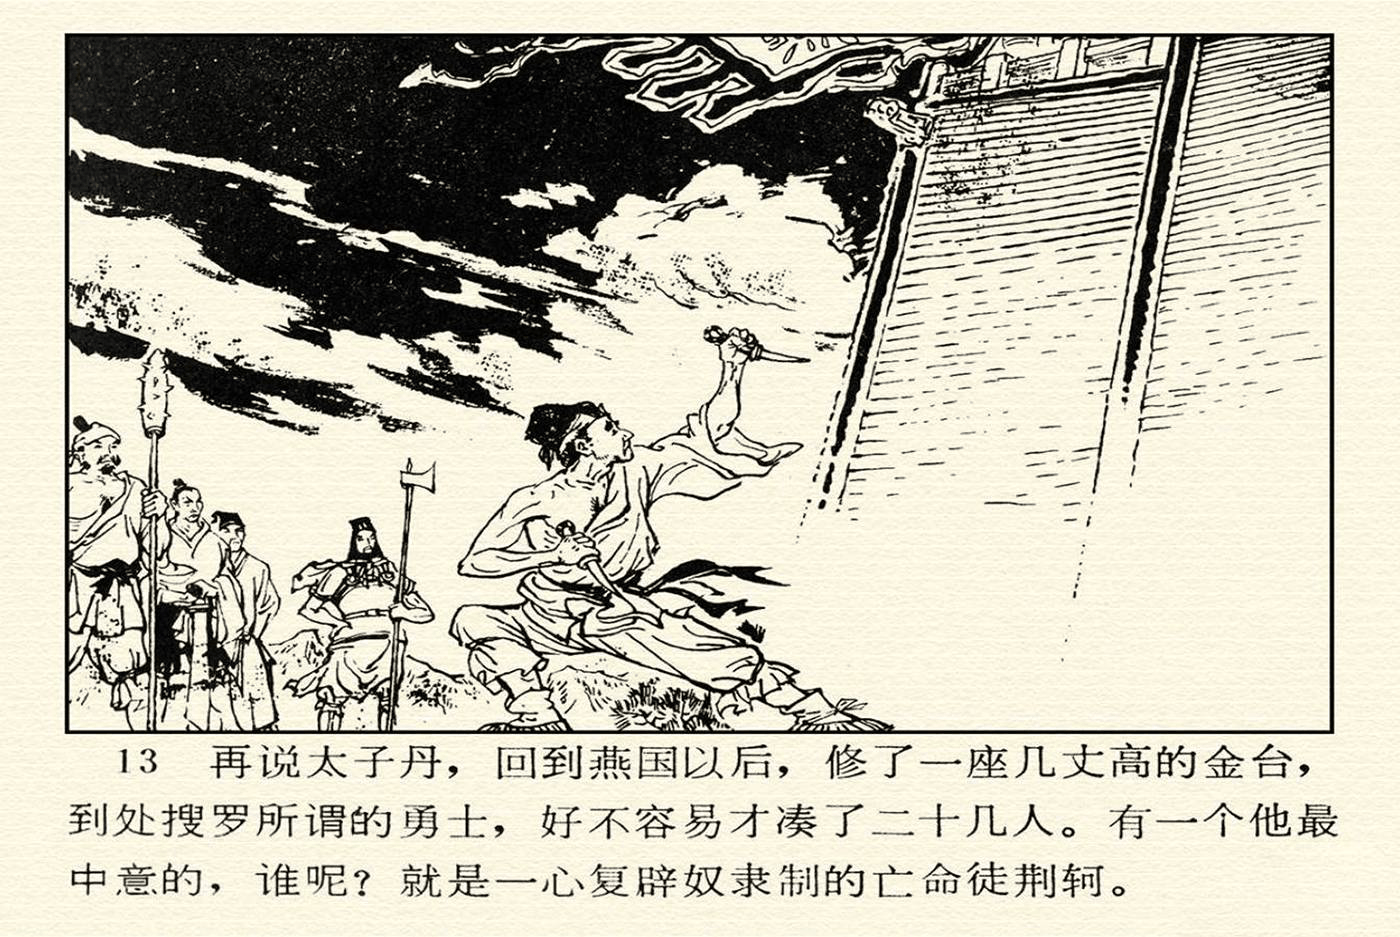 13 再说太子丹，回到燕国以后，修了一座几丈高的金台，
到处搜罗所谓的勇士，好不容易才凑了二十几人。有一个他最
中意的，谁呢？就是一心复辟奴隶制的亡命徒荆轲。